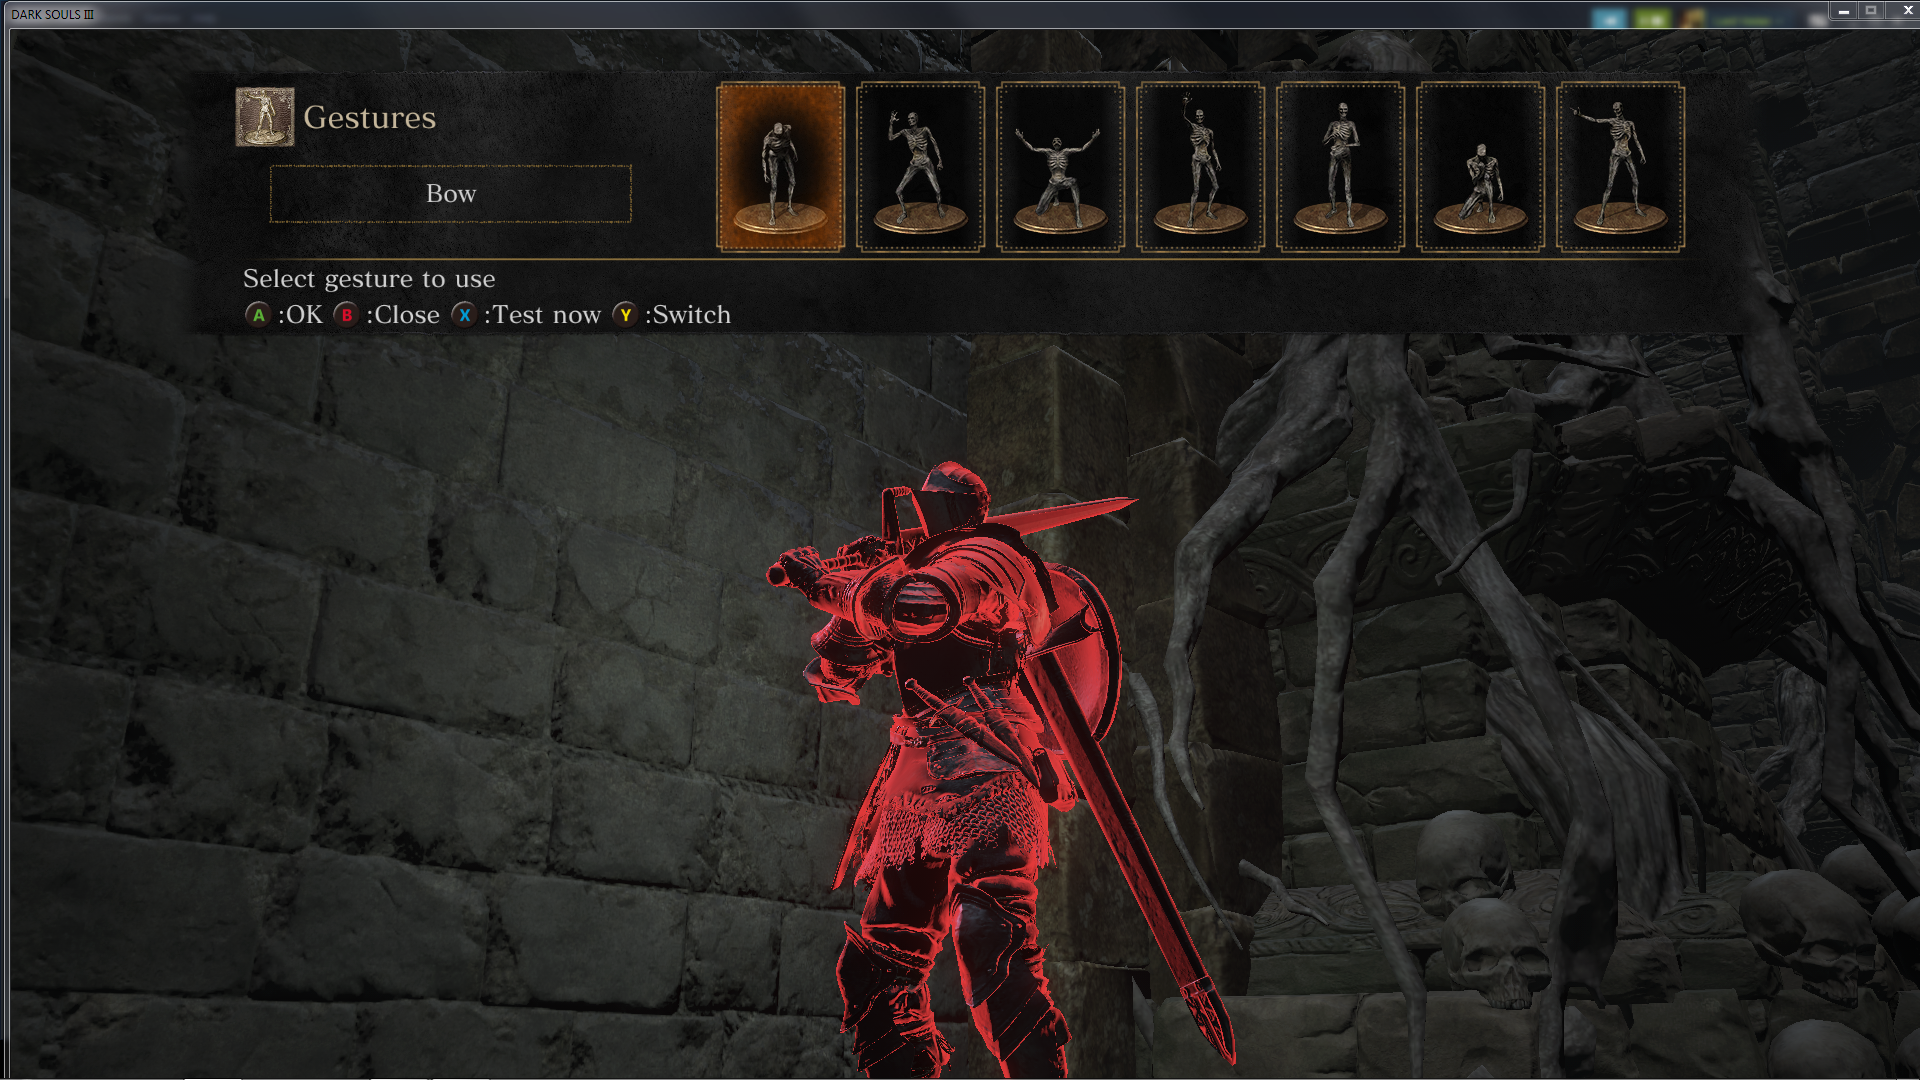 DARK SOULS III
Gestures
Bow
Select gesture to use
A :OK B :Close X :Test now Y :Switch